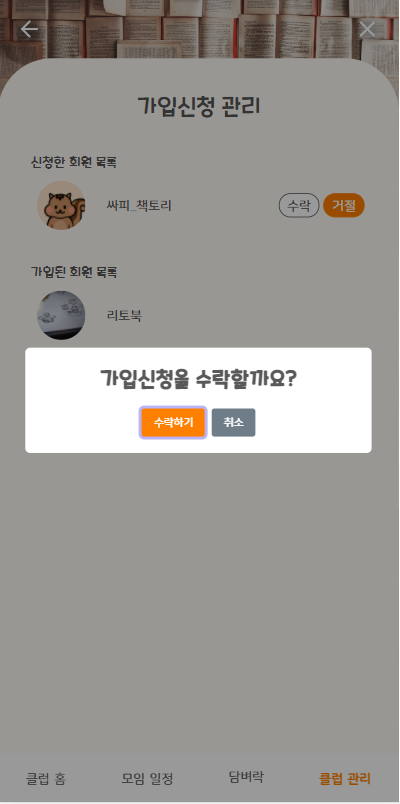 가입신청 관리
신청한 회원 목록
싸피_책토리 수락 거절
가입된 회원 목록
리토북
가입신청을 수락할까요?
수락하기 취소
클럽 홈 모임 일정 담벼락 클럽 관리